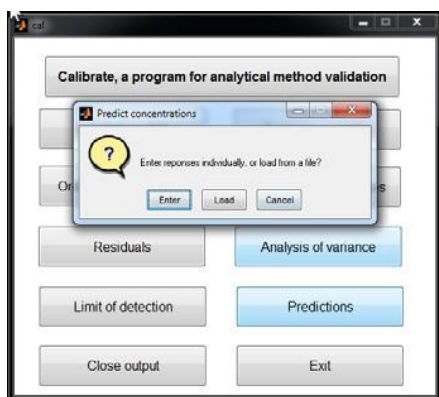 cal
Calibrate, a program for analytical method validation
Predict concentrations
?
Enter reponses individually, or load from a file?
Enter Load Cancel
Residuals Analysis of variance
Limit of detection Predictions
Close output Exit